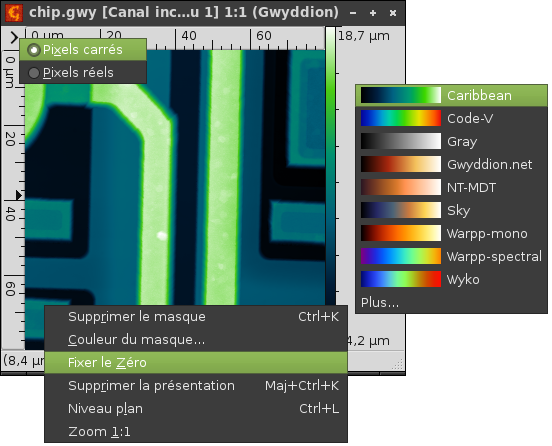 chip.gwy [Canal inc...u 1] 1:1 (Gwyddion)
0 µm
40
60
18,7 µm
Pixels carrés
Pixels réels
0 µm
20
40
60
Caribbean
Code-V
Gray
Gwyddion.net
NT-MDT
Sky
Warpp-mono
Warpp-spectral
Wyko
Plus...
4,2 µm
(8,4 µ
Supprimer le masque Ctrl+K
Couleur du masque...
Fixer le Zéro
Supprimer la présentation Maj+Ctrl+K
Niveau plan Ctrl+L
Zoom 1:1